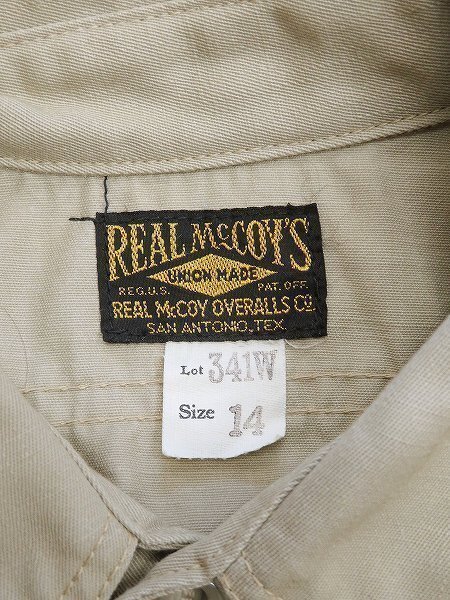 REAL McCOY'S
UNION MADE
REG.U.S. PAT. OFF.
REAL McCOY OVERALLS CO.
SAN ANTONIO, TEX.
Lot 341W
Size 14